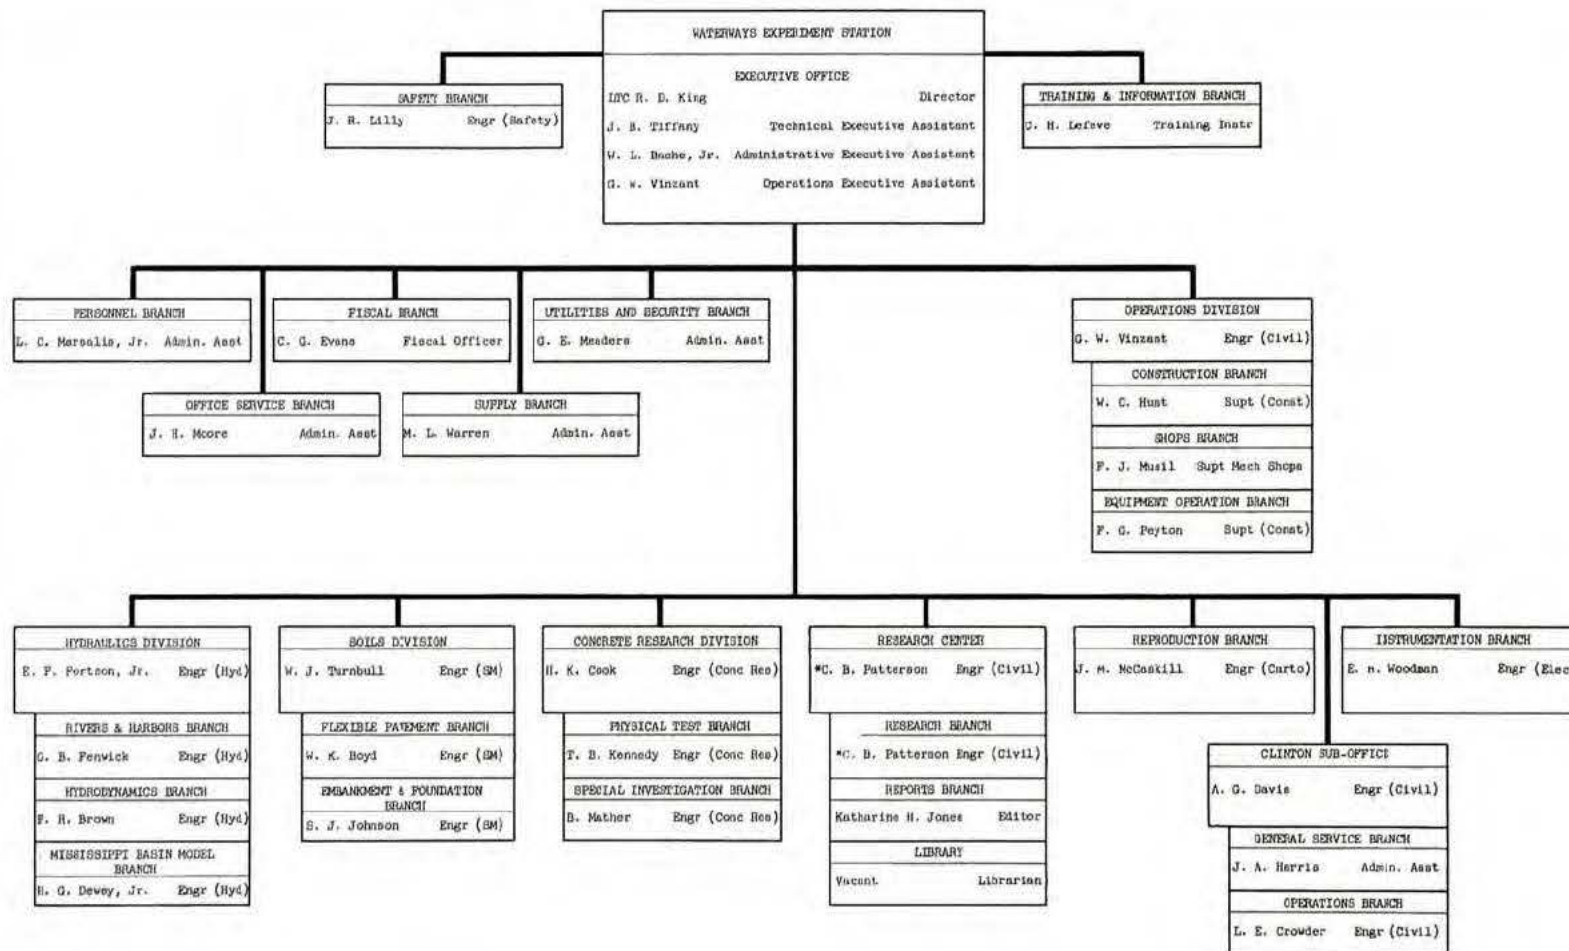 WATERWAYS EXPERIMENT STATION
EXECUTIVE OFFICE
LTC R. D. King Director
J. B. Tiffany Technical Executive Assistant
W. L. Bache, Jr. Administrative Executive Assistant
G. W. Vinzant Operations Executive Assistant
SAFETY BRANCH
J. R. Lilly Engr (Safety)
TRAINING & INFORMATION BRANCH
H. Lefeve Training Instr
PERSONNEL BRANCH
L. C. Marsalis, Jr. Admin. Asst
FISCAL BRANCH
C. G. Evans Fiscal Officer
UTILITIES AND SECURITY BRANCH
G. E. Meaders Admin. Asst
OPERATIONS DIVISION
G. W. Vinzant Engr (Civil)
CONSTRUCTION BRANCH
W. C. Hust Supt (Const)
SHOPS BRANCH
F. J. Musil Supt Mech Shops
EQUIPMENT OPERATION BRANCH
F. G. Peyton Supt (Const)
OFFICE SERVICE BRANCH
J. H. Moore Admin. Asst
SUPPLY BRANCH
M. L. Warren Admin. Asst
HYDRAULICS DIVISION
E. P. Fortson, Jr. Engr (Hyd)
RIVERS & HARBORS BRANCH
G. B. Fenwick Engr (Hyd)
HYDRODYNAMICS BRANCH
F. R. Brown Engr (Hyd)
MISSISSIPPI BASIN MODEL
BRANCH
H. G. Dewey, Jr. Engr (Hyd)
SOILS DIVISION
W. J. Turnbull Engr (SM)
FLEXIBLE PAVEMENT BRANCH
W. K. Boyd Engr (SM)
EMBANKMENT & FOUNDATION
BRANCH
S. J. Johnson Engr (SM)
CONCRETE RESEARCH DIVISION
H. K. Cook Engr (Conc Res)
PHYSICAL TEST BRANCH
T. B. Kennedy Engr (Conc Res)
SPECIAL INVESTIGATION BRANCH
B. Mather Engr (Conc Res)
RESEARCH CENTER
*C. B. Patterson Engr (Civil)
RESEARCH BRANCH
*C. B. Patterson Engr (Civil)
REPORTS BRANCH
Katharine H. Jones Editor
LIBRARY
Vacant Librarian
REPRODUCTION BRANCH
J. M. McCaskill Engr (Carto)
INSTRUMENTATION BRANCH
E. H. Woodman Engr (Elec
CLINTON SUB-OFFICE
A. G. Davis Engr (Civil)
GENERAL SERVICE BRANCH
J. A. Harris Admin. Asst
OPERATIONS BRANCH
L. E. Crowder Engr (Civil)